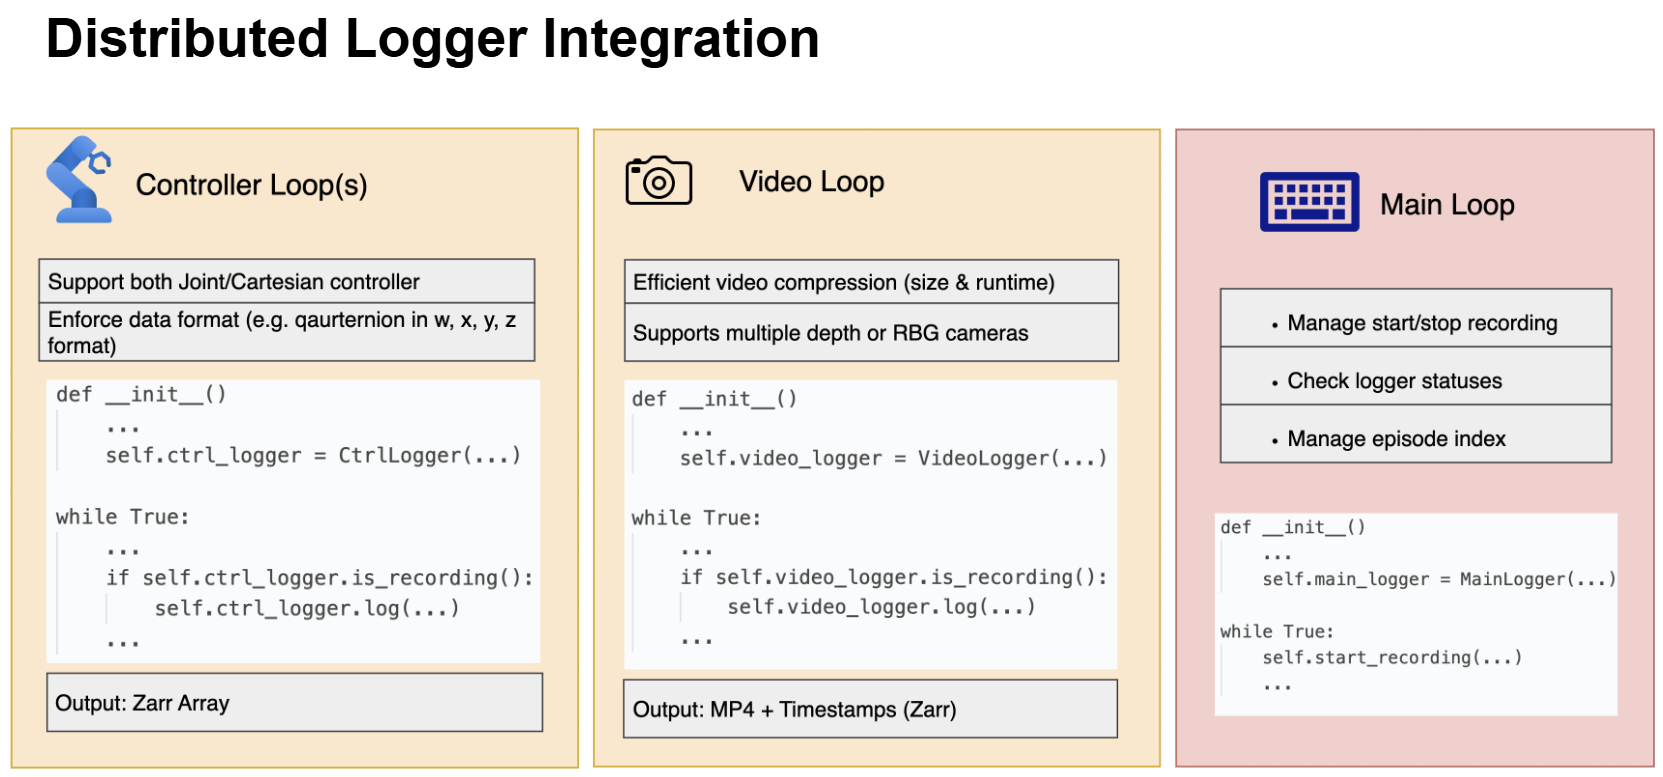 Distributed Logger Integration
Controller Loop(s)
Support both Joint/Cartesian controller
Enforce data format (e.g. qaurternion in w, x, y, z
format)
def __init__()
...
self.ctrl_logger = CtrlLogger(...)
while True:
...
if self.ctrl_logger.is_recording():
self.ctrl_logger.log(...)
...
Output: Zarr Array
Video Loop
Efficient video compression (size & runtime)
Supports multiple depth or RBG cameras
def __init__()
...
self.video_logger = VideoLogger(...)
while True:
...
if self.video_logger.is_recording():
self.video_logger.log(...)
...
Output: MP4 + Timestamps (Zarr)
Main Loop
• Manage start/stop recording
• Check logger statuses
• Manage episode index
def __init__()
...
self.main_logger = MainLogger(...)
while True:
self.start_recording(...)
...